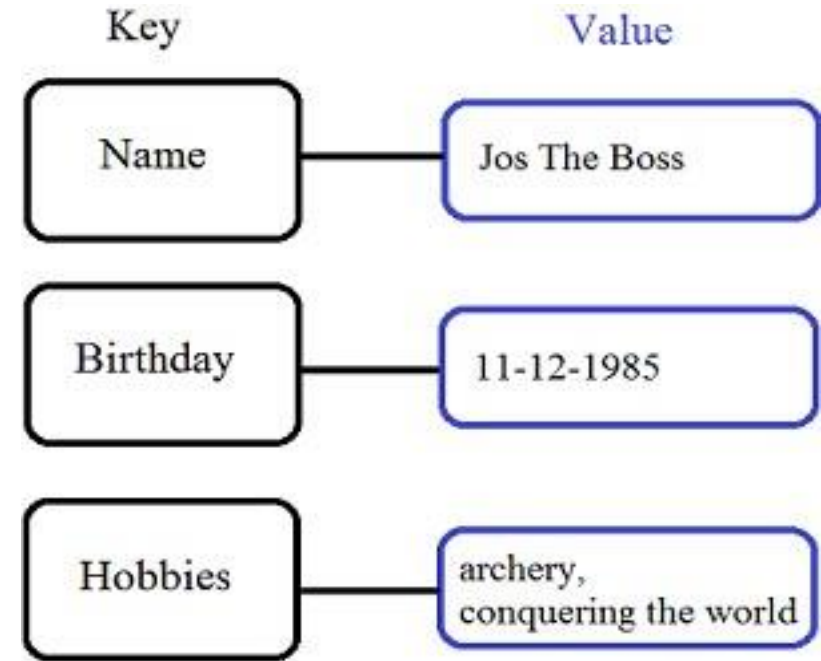 Key
Value
Name
Jos The Boss
Birthday
11-12-1985
Hobbies
archery,
conquering the world